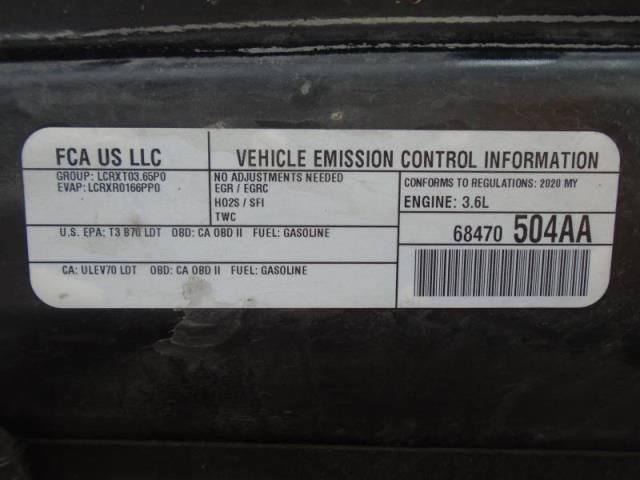 FCA US LLC
GROUP: LCRXT03.65P0
EVAP: LCRXR0166PP0
VEHICLE EMISSION CONTROL INFORMATION
NO ADJUSTMENTS NEEDED
EGR / EGRC
HO2S / SFI
TWC
CONFORMS TO REGULATIONS: 2020 MY
ENGINE: 3.6L
U.S. EPA: T3 B70 LDT OBD: CA OBD II FUEL: GASOLINE
CA: ULEV70 LDT OBD: CA OBD II FUEL: GASOLINE
68470 504AA